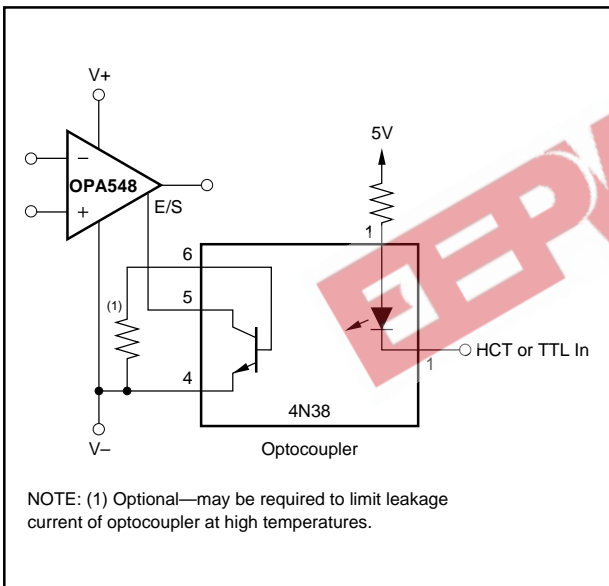 V+
5V
−
OPA548
+
E/S
1
6
(1)
5
HCT or TTL In
1
4
4N38
V–
Optocoupler
NOTE: (1) Optional—may be required to limit leakage
current of optocoupler at high temperatures.
EEPW